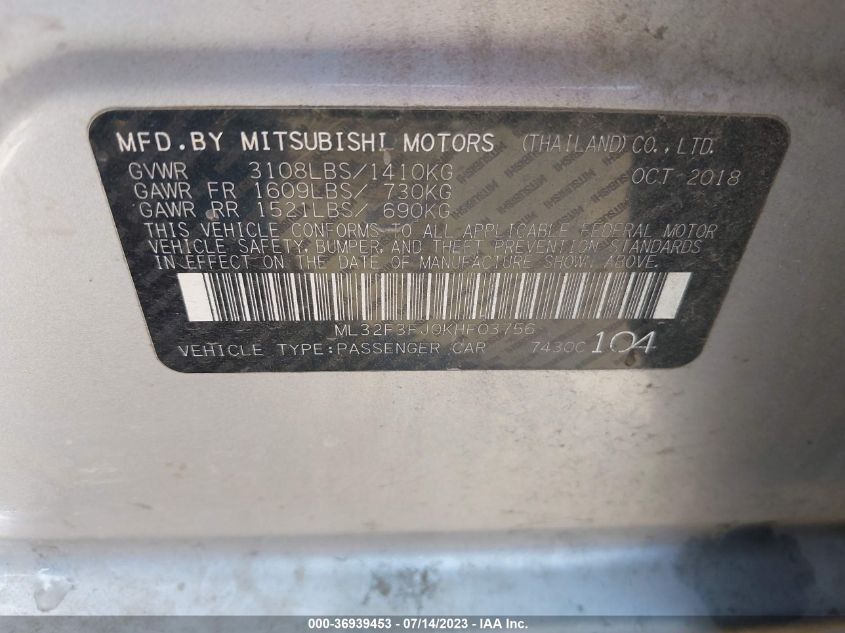 MFD.BY MITSUBISHI MOTORS (THAILAND)CO.,LTD.
GVWR 3108LBS/1410KG OCT 2018
GAWR FR 1609LBS/ 730KG
GAWR RR 1521LBS/ 690KG
THIS VEHICLE CONFORMS TO ALL APPLICABLE FEDERAL MOTOR
VEHICLE SAFETY, BUMPER, AND THEFT PREVENTION STANDARDS
IN EFFECT ON THE DATE OF MANUFACTURE SHOWN ABOVE.
ML32F3FJ9KHF03756
VEHICLE TYPE:PASSENGER CAR 7430C 104
000-36939453 - 07/14/2023 - IAA Inc.